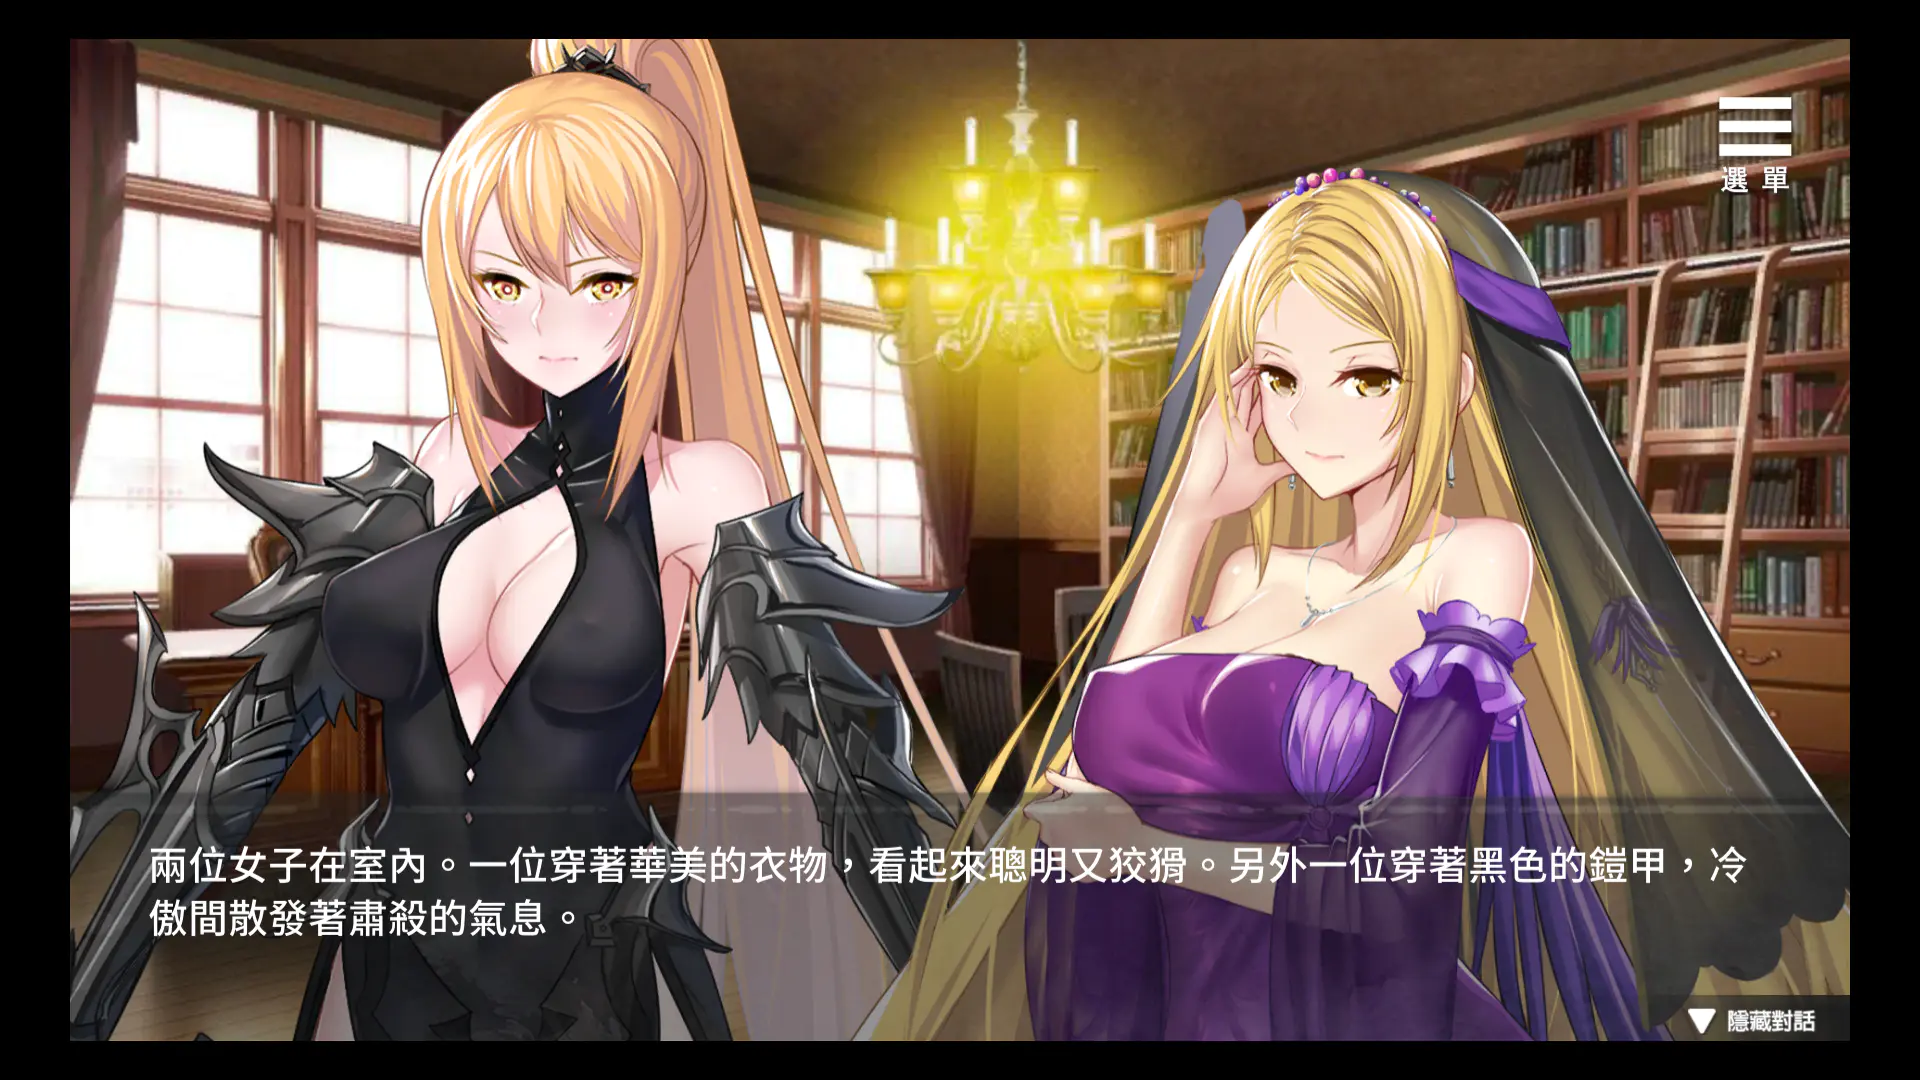 選單
兩位女子在室內。一位穿著華美的衣物，看起來聰明又狡猾。另外一位穿著黑色的鎧甲，冷
傲間散發著肅殺的氣息。
隱藏對話